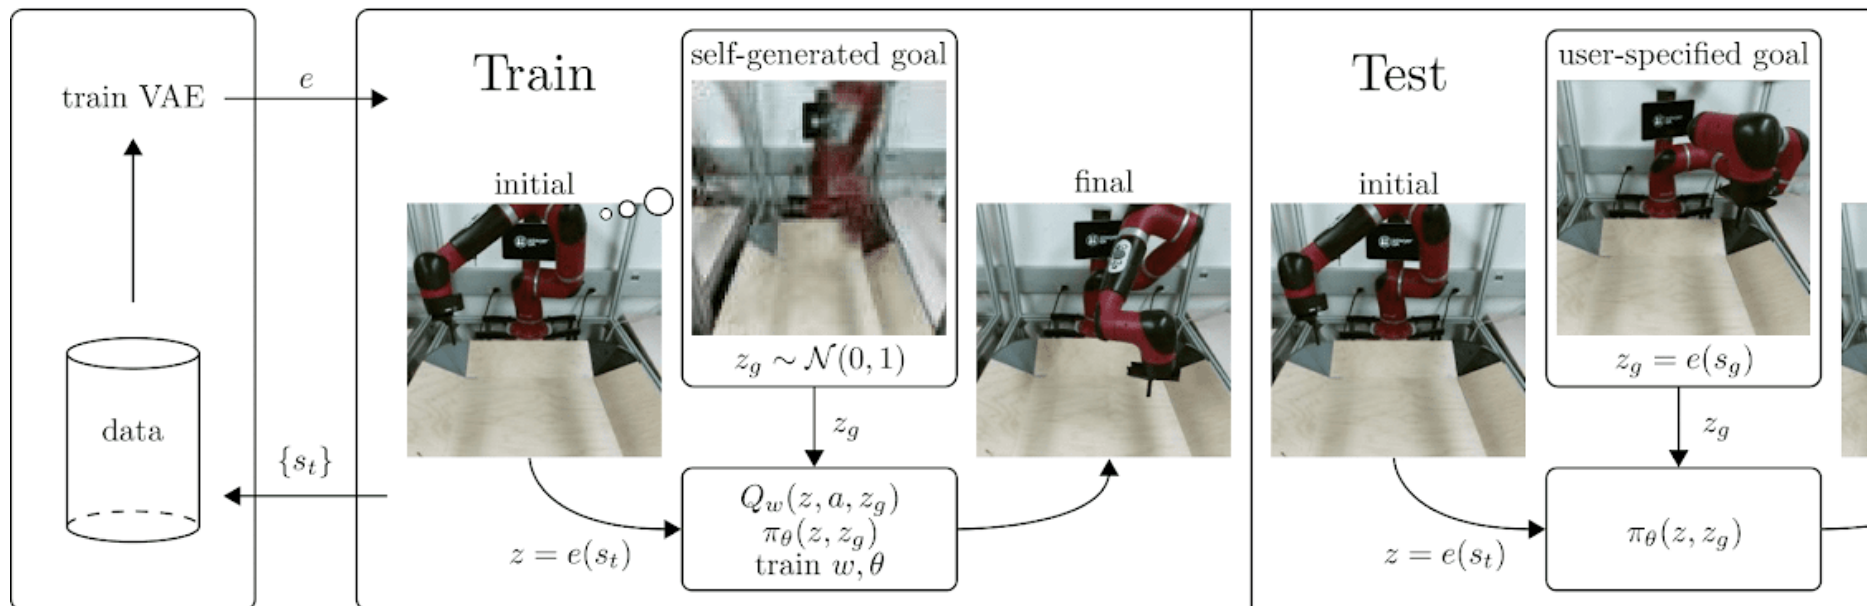 train VAE
data
e
{s_t}
Train
initial
self-generated goal
z_g ∼ 𝒩(0, 1)
z_g
final
z = e(s_t)
Q_w(z, a, z_g)
π_θ(z, z_g)
train w, θ
Test
initial
user-specified goal
z_g = e(s_g)
z_g
z = e(s_t)
π_θ(z, z_g)